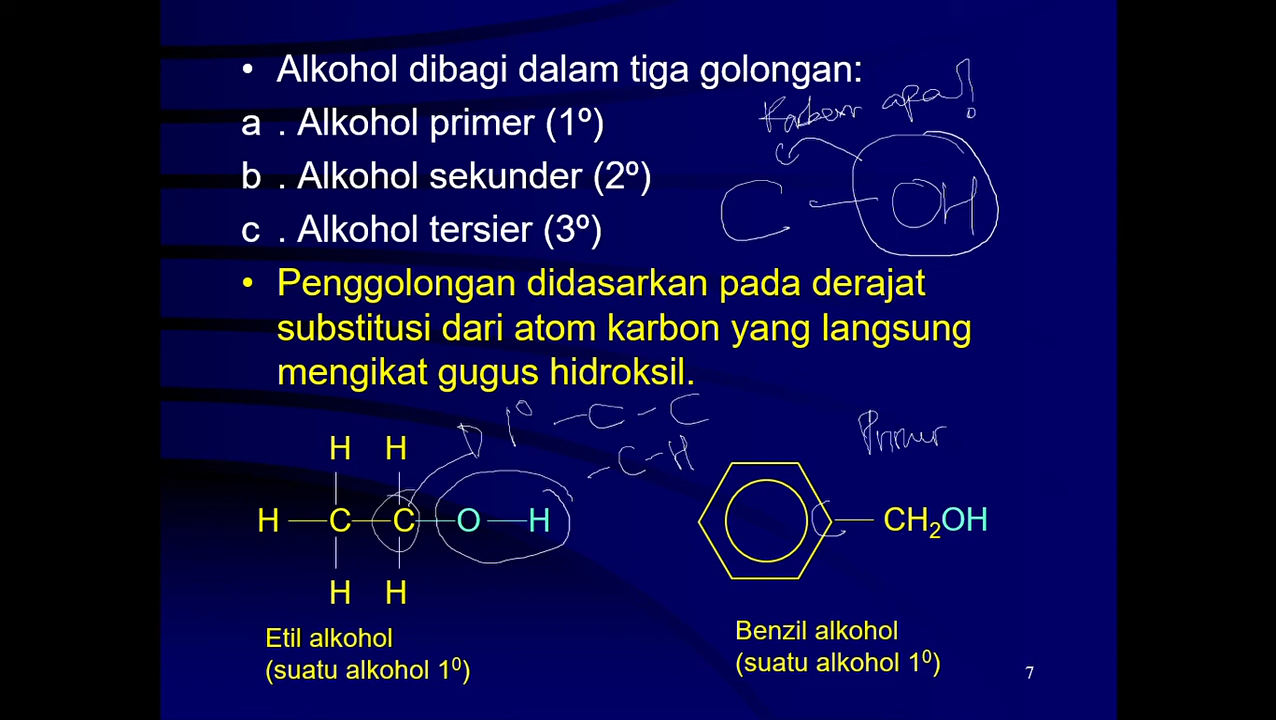 • Alkohol dibagi dalam tiga golongan:
Karbon apa!
a . Alkohol primer (1º)
b . Alkohol sekunder (2º)
C OH
c . Alkohol tersier (3º)
• Penggolongan didasarkan pada derajat
substitusi dari atom karbon yang langsung
mengikat gugus hidroksil.
1° — C — C
Primer
H H
— C — H
H — C — C — O — H
C — CH₂OH
H H
Etil alkohol
(suatu alkohol 1⁰)
Benzil alkohol
(suatu alkohol 1⁰)
7